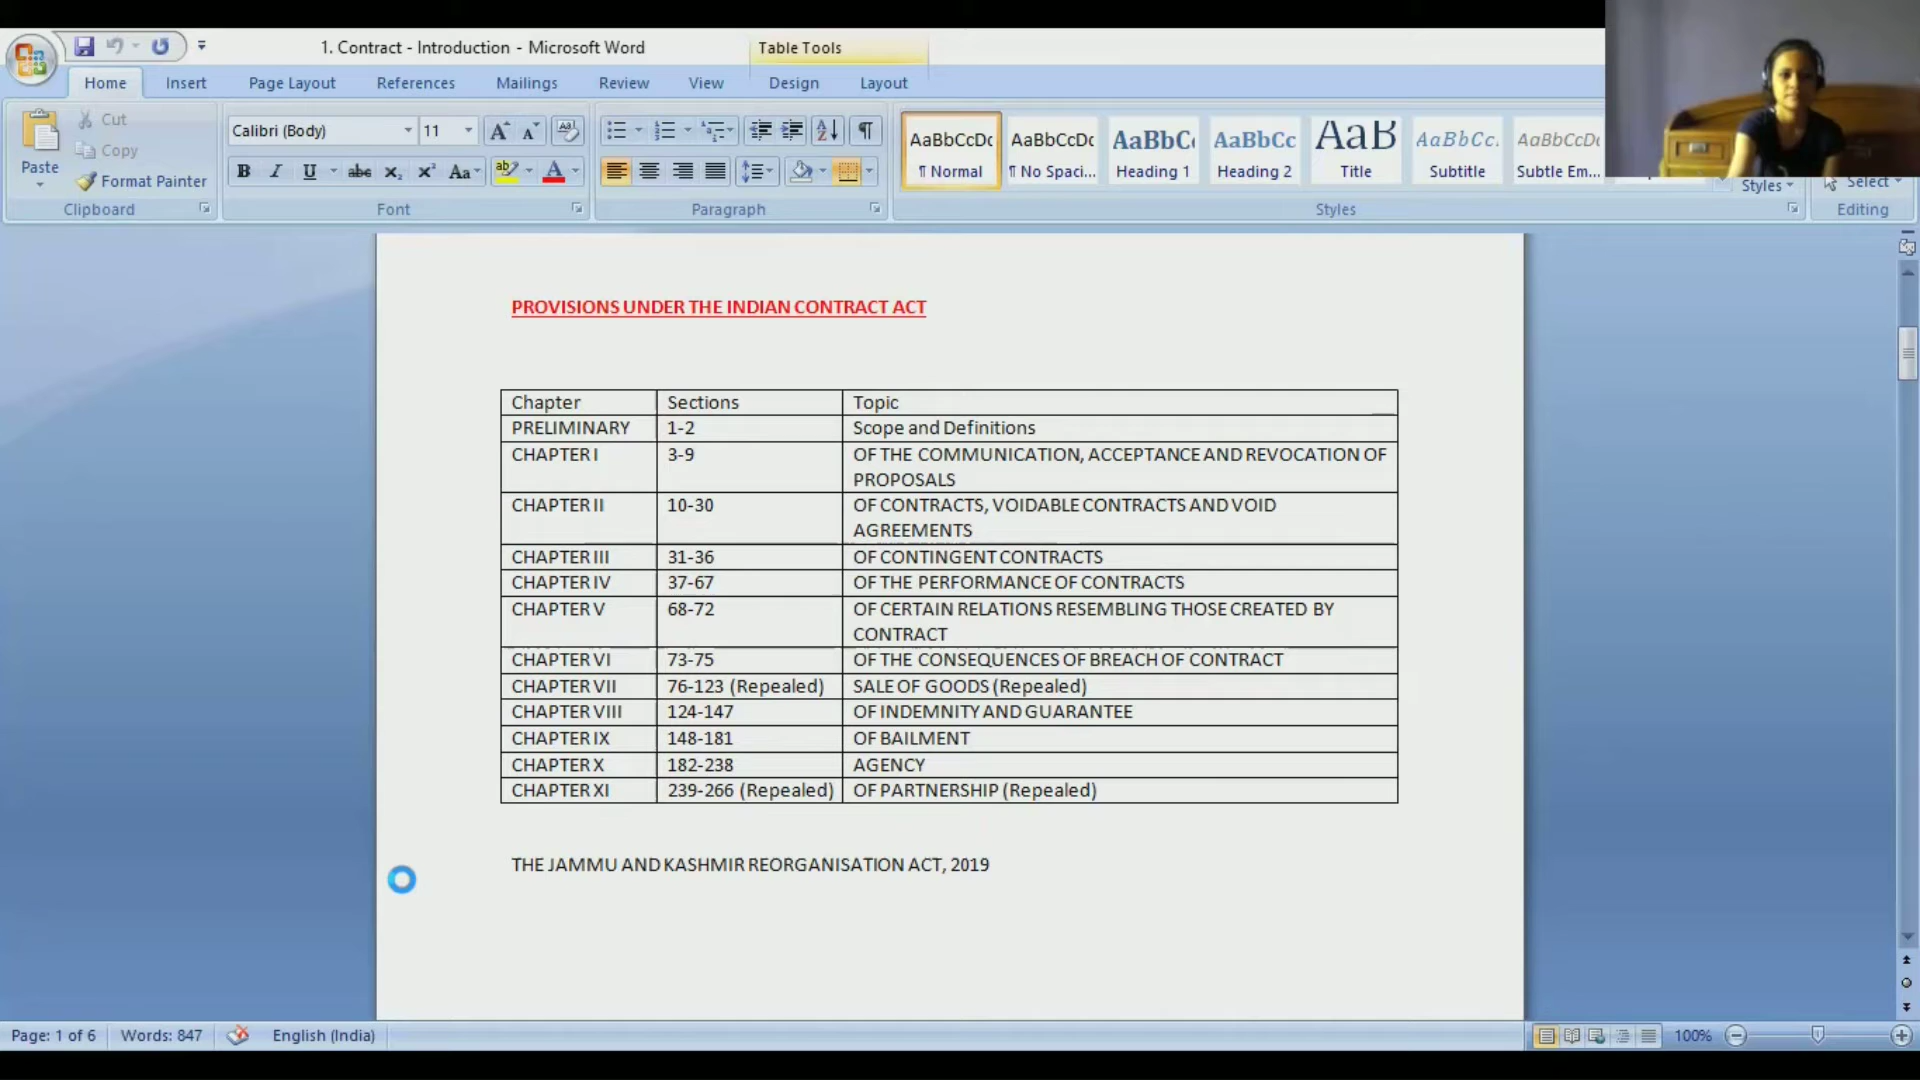 1. Contract - Introduction - Microsoft Word
Table Tools
Home Insert Page Layout References Mailings Review View Design Layout
Paste
Cut
Copy
Format Painter
Clipboard
Calibri (Body) 11
Font
Paragraph
AaBbCcDc AaBbCcDc AaBbC AaBbCc AaB AaBbCc. AaBbCcDc
¶ Normal ¶ No Spaci... Heading 1 Heading 2 Title Subtitle Subtle Em...
Styles
Styles
Select
Editing
PROVISIONS UNDER THE INDIAN CONTRACT ACT
Chapter Sections Topic
PRELIMINARY 1-2 Scope and Definitions
CHAPTER I 3-9 OF THE COMMUNICATION, ACCEPTANCE AND REVOCATION OF
PROPOSALS
CHAPTER II 10-30 OF CONTRACTS, VOIDABLE CONTRACTS AND VOID
AGREEMENTS
CHAPTER III 31-36 OF CONTINGENT CONTRACTS
CHAPTER IV 37-67 OF THE PERFORMANCE OF CONTRACTS
CHAPTER V 68-72 OF CERTAIN RELATIONS RESEMBLING THOSE CREATED BY
CONTRACT
CHAPTER VI 73-75 OF THE CONSEQUENCES OF BREACH OF CONTRACT
CHAPTER VII 76-123 (Repealed) SALE OF GOODS (Repealed)
CHAPTER VIII 124-147 OF INDEMNITY AND GUARANTEE
CHAPTER IX 148-181 OF BAILMENT
CHAPTER X 182-238 AGENCY
CHAPTER XI 239-266 (Repealed) OF PARTNERSHIP (Repealed)
THE JAMMU AND KASHMIR REORGANISATION ACT, 2019
Page: 1 of 6 Words: 847 English (India) 100%